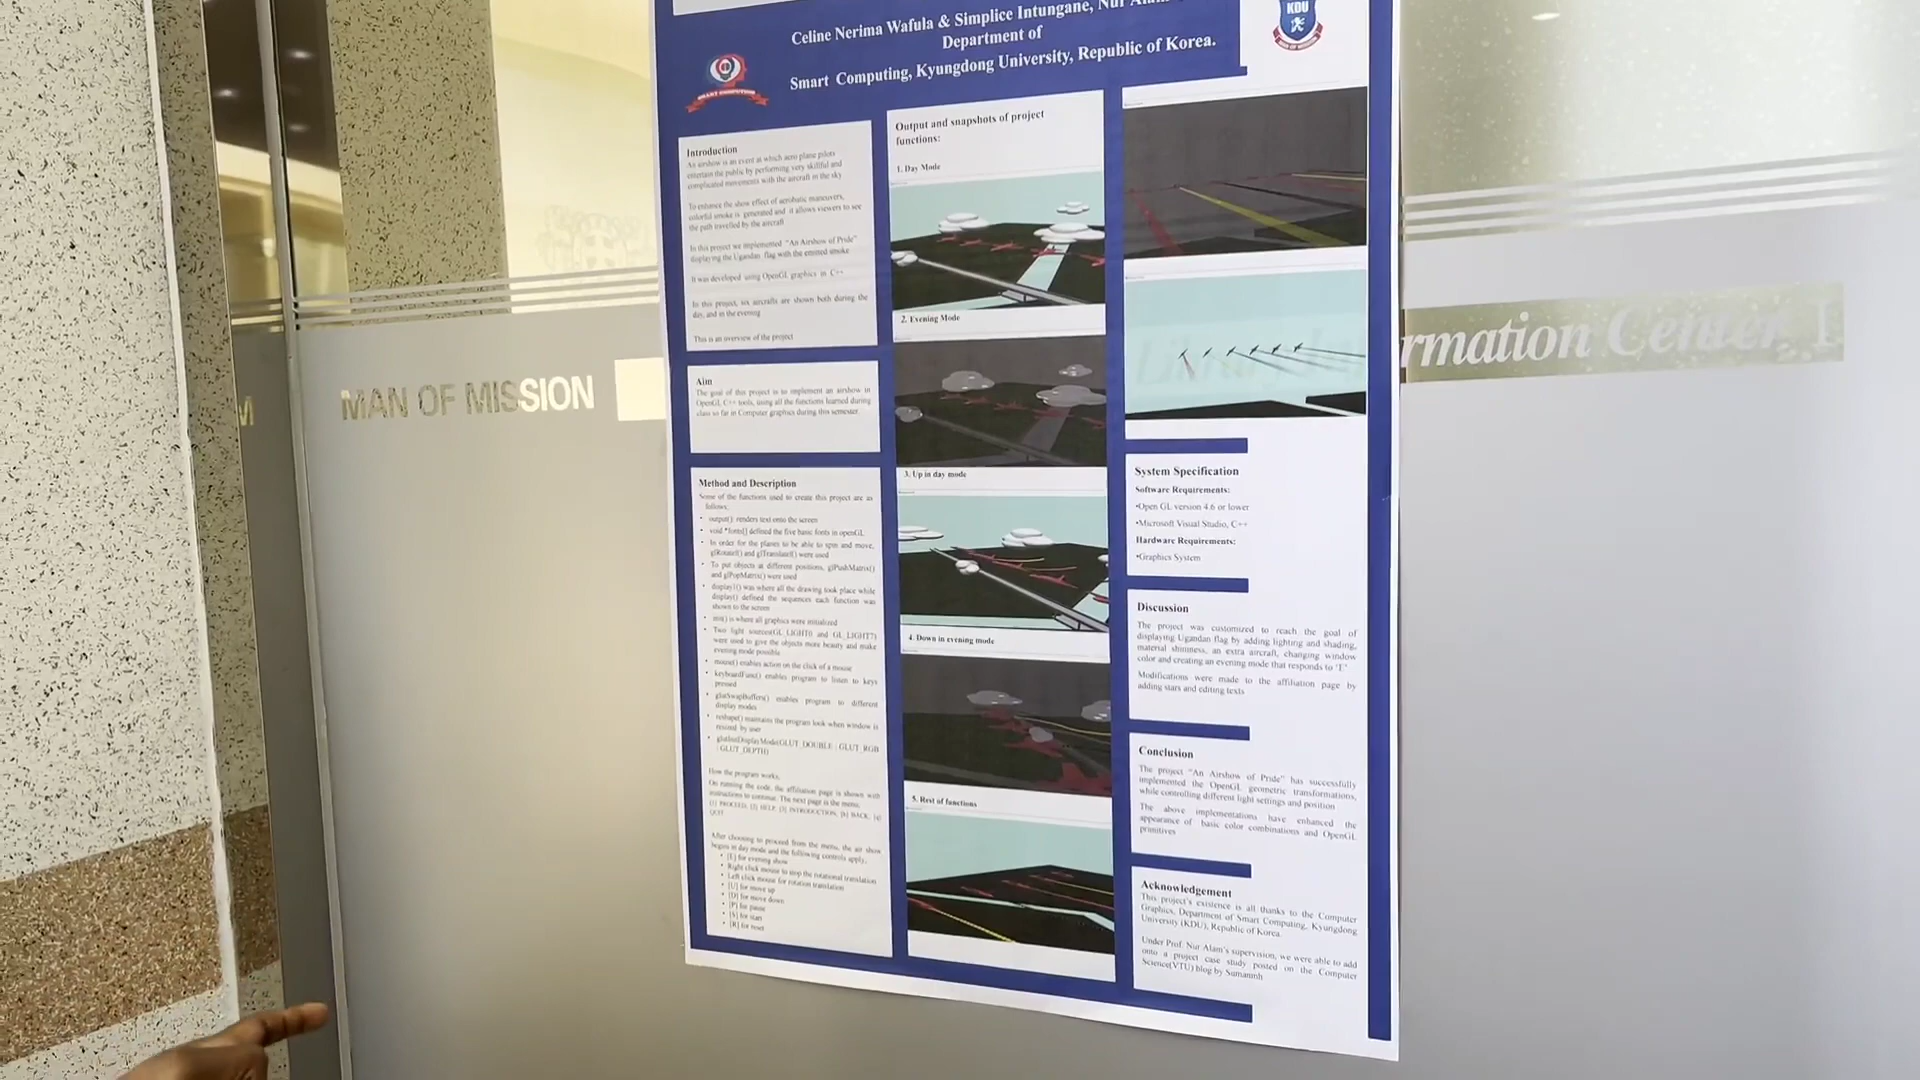 Celine Nerima Wafula & Simplice Intungane, Nur
Department of
Smart Computing, Kyungdong University, Republic of Korea.
KDU
SMART COMPUTING
MAN OF MISSION
rmation Center I
Introduction
An airshow is an event at which aero plane pilots
entertain the public by performing very skillful and
complicated movements with the aircraft in the sky
To enhance the show effect of aerobatic maneuvers,
colorful smoke is generated and it allows viewers to see
the path travelled by the aircraft
In this project we implemented "An Airshow of Pride"
displaying the Ugandan flag with the emitted smoke
It was developed using OpenGL graphics in C++
In this project, six aircrafts are shown both during the
day, and in the evening
This is an overview of the project
Aim
The goal of this project is to implement an airshow in
OpenGL C++ tools, using all the functions learned during
class so far in Computer graphics during this semester.
Method and Description
Some of the functions used to create this project are as
follows:
• output(): renders text onto the screen
• void *fonts[] defined the five basic fonts in openGL
• In order for the planes to be able to spin and move,
glRotatef() and glTranslatef() were used
• To put objects at different positions, glPushMatrix()
and glPopMatrix() were used
• display1() was where all the drawing took place while
display() defined the sequences each function was
shown to the screen
• init() is where all graphics were initialized
• Two light sources(GL_LIGHT0 and GL_LIGHT7)
were used to give the objects more beauty and make
evening mode possible
• mouse() enables action on the click of a mouse
• keyboardFunc() enables program to listen to keys
pressed
• glutSwapBuffers() enables program to different
display modes
• reshape() maintains the program look when window is
resized by user
• glutInitDisplayMode(GLUT_DOUBLE | GLUT_RGB
| GLUT_DEPTH)
How the program works.
On running the code, the affiliation page is shown with
instructions to continue. The next page is the menu.
[1] PROCEED, [2] HELP, [3] INTRODUCTION, [b] BACK, [4]
QUIT
After choosing to proceed from the menu, the air show
begins in day mode and the following controls apply.
• [E] for evening show
• Right click mouse to stop the rotational translation
• Left click mouse for rotation translation
• [U] for move up
• [D] for move down
• [P] for pause
• [S] for start
• [R] for reset
Output and snapshots of project
functions:
1. Day Mode
2. Evening Mode
3. Up in day mode
4. Down in evening mode
5. Rest of functions
System Specification
Software Requirements:
•Open GL version 4.6 or lower
•Microsoft Visual Studio, C++
Hardware Requirements:
•Graphics System
Discussion
The project was customized to reach the goal of
displaying Ugandan flag by adding lighting and shading,
material shininess, an extra aircraft, changing window
color and creating an evening mode that responds to
Modifications were made to the affiliation page by
adding stars and editing texts
Conclusion
The project "An Airshow of Pride" has successfully
implemented the OpenGL geometric transformations,
while controlling different light settings and position
The above implementations have enhanced the
appearance of basic color combinations and OpenGL
primitives
Acknowledgement
This project's existence is all thanks to the Computer
Graphics, Department of Smart Computing, Kyungdong
University (KDU), Republic of Korea.
Under Prof. Nur Alam's supervision, we were able to add
onto a project case study posted on the Computer
Science(VTU) blog by